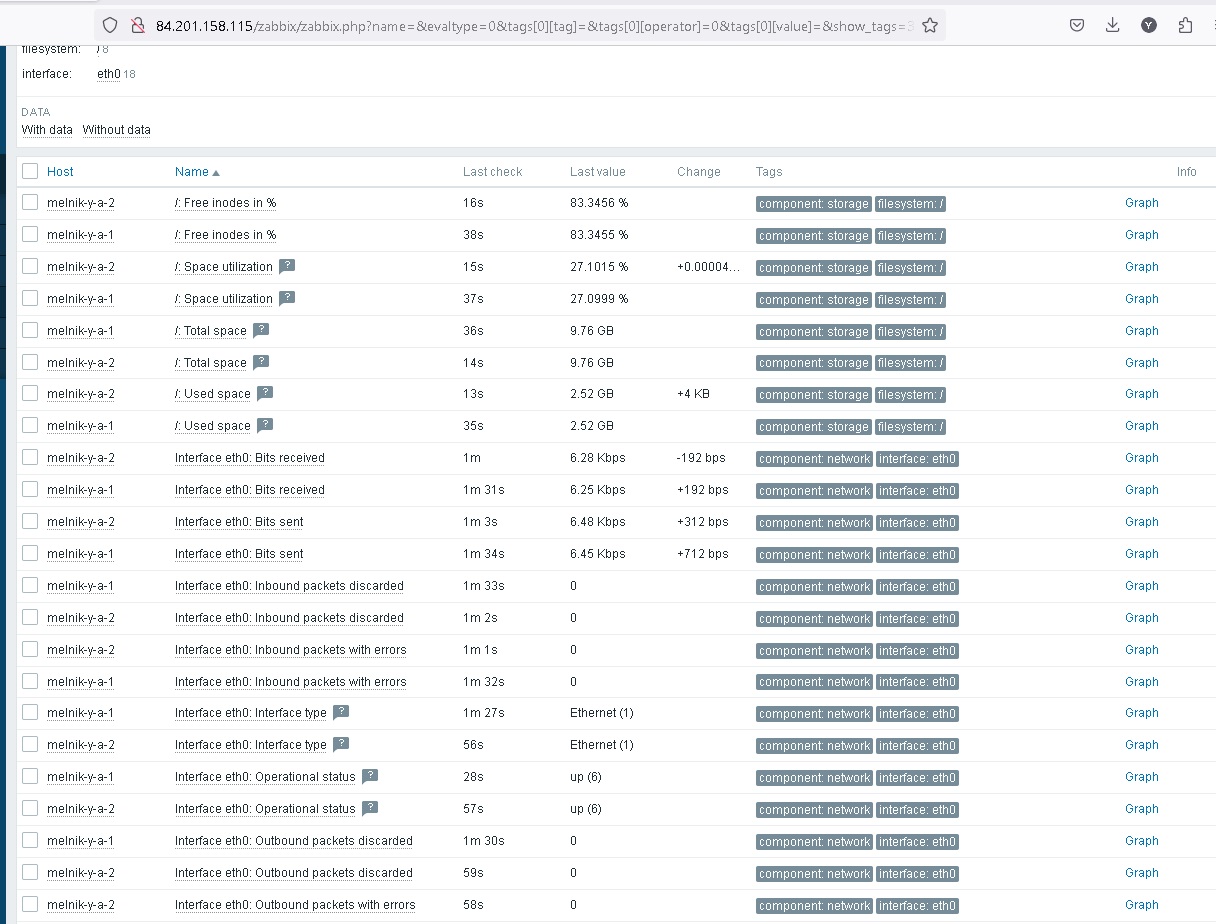 84.201.158.115/zabbix/zabbix.php?name=&evaltype=0&tags[0][tag]=&tags[0][operator]=0&tags[0][value]=&show_tags=3
Y
filesystem: / 8
interface: eth0 18
DATA
With data Without data
Host Name Last check Last value Change Tags Info
melnik-y-a-2 /: Free inodes in % 16s 83.3456 % component: storage filesystem: / Graph
melnik-y-a-1 /: Free inodes in % 38s 83.3455 % component: storage filesystem: / Graph
melnik-y-a-2 /: Space utilization ? 15s 27.1015 % +0.00004... component: storage filesystem: / Graph
melnik-y-a-1 /: Space utilization ? 37s 27.0999 % component: storage filesystem: / Graph
melnik-y-a-1 /: Total space ? 36s 9.76 GB component: storage filesystem: / Graph
melnik-y-a-2 /: Total space ? 14s 9.76 GB component: storage filesystem: / Graph
melnik-y-a-2 /: Used space ? 13s 2.52 GB +4 KB component: storage filesystem: / Graph
melnik-y-a-1 /: Used space ? 35s 2.52 GB component: storage filesystem: / Graph
melnik-y-a-2 Interface eth0: Bits received 1m 6.28 Kbps -192 bps component: network interface: eth0 Graph
melnik-y-a-1 Interface eth0: Bits received 1m 31s 6.25 Kbps +192 bps component: network interface: eth0 Graph
melnik-y-a-2 Interface eth0: Bits sent 1m 3s 6.48 Kbps +312 bps component: network interface: eth0 Graph
melnik-y-a-1 Interface eth0: Bits sent 1m 34s 6.45 Kbps +712 bps component: network interface: eth0 Graph
melnik-y-a-1 Interface eth0: Inbound packets discarded 1m 33s 0 component: network interface: eth0 Graph
melnik-y-a-2 Interface eth0: Inbound packets discarded 1m 2s 0 component: network interface: eth0 Graph
melnik-y-a-2 Interface eth0: Inbound packets with errors 1m 1s 0 component: network interface: eth0 Graph
melnik-y-a-1 Interface eth0: Inbound packets with errors 1m 32s 0 component: network interface: eth0 Graph
melnik-y-a-1 Interface eth0: Interface type ? 1m 27s Ethernet (1) component: network interface: eth0 Graph
melnik-y-a-2 Interface eth0: Interface type ? 56s Ethernet (1) component: network interface: eth0 Graph
melnik-y-a-1 Interface eth0: Operational status ? 28s up (6) component: network interface: eth0 Graph
melnik-y-a-2 Interface eth0: Operational status ? 57s up (6) component: network interface: eth0 Graph
melnik-y-a-1 Interface eth0: Outbound packets discarded 1m 30s 0 component: network interface: eth0 Graph
melnik-y-a-2 Interface eth0: Outbound packets discarded 59s 0 component: network interface: eth0 Graph
melnik-y-a-2 Interface eth0: Outbound packets with errors 58s 0 component: network interface: eth0 Graph